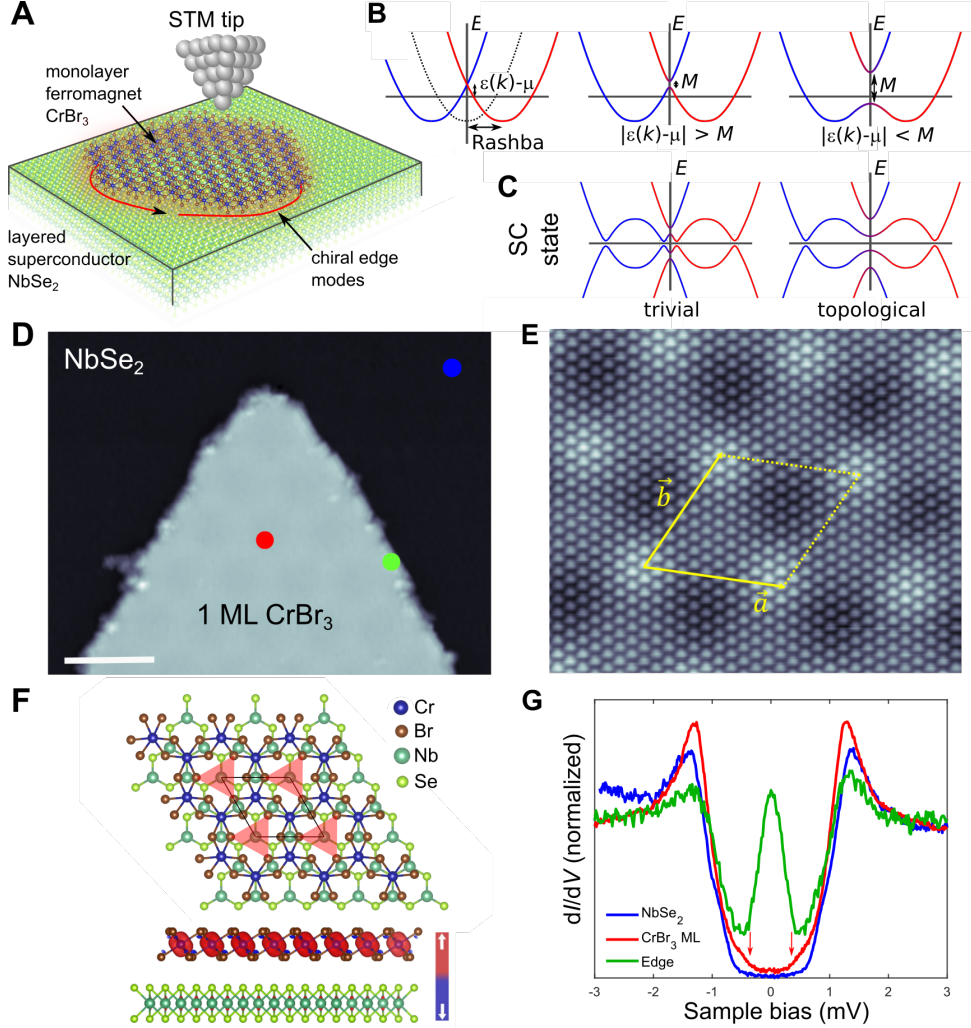 A
STM tip
monolayer
ferromagnet
CrBr₃
layered
superconductor
NbSe₂
chiral edge
modes
B
E
E
E
ε(k)-μ
Rashba
M
|ε(k)-μ| > M
M
|ε(k)-μ| < M
C
SC
state
E
E
trivial
topological
D
NbSe₂
1 ML CrBr₃
E
b⃗
a⃗
F
Cr
Br
Nb
Se
G
dI/dV (normalized)
NbSe₂
CrBr₃ ML
Edge
-3
-2
-1
0
1
2
3
Sample bias (mV)